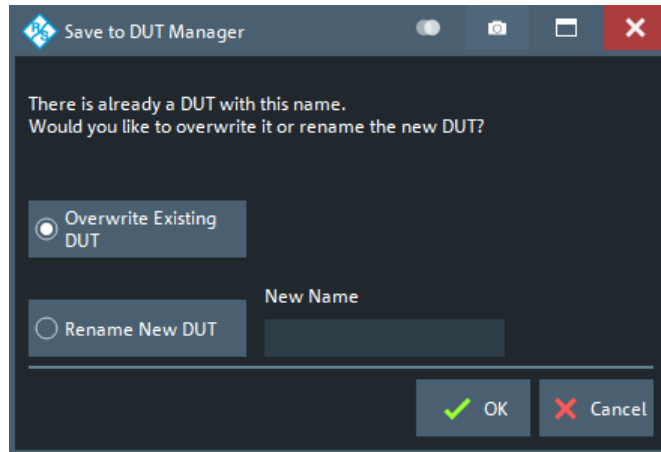 R&S
Save to DUT Manager
There is already a DUT with this name.
Would you like to overwrite it or rename the new DUT?
Overwrite Existing
DUT
New Name
Rename New DUT
OK
Cancel